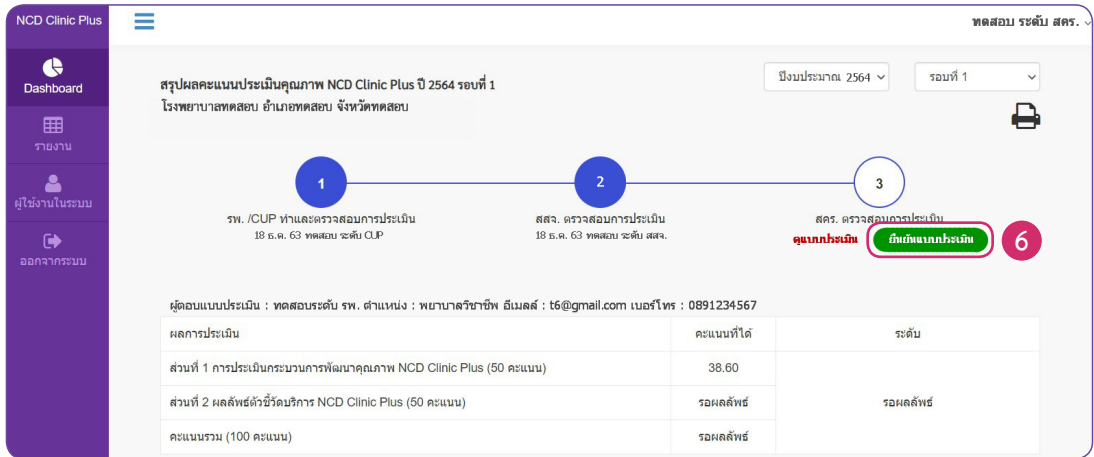 NCD Clinic Plus
ทดสอบ ระดับ สคร.
Dashboard
รายงาน
ผู้ใช้งานในระบบ
ออกจากระบบ
สรุปผลคะแนนประเมินคุณภาพ NCD Clinic Plus ปี 2564 รอบที่ 1
โรงพยาบาลทดสอบ อำเภอทดสอบ จังหวัดทดสอบ
ปีงบประมาณ 2564
รอบที่ 1
1
2
3
รพ. /CUP ทำและตรวจสอบการประเมิน
18 ธ.ค. 63 ทดสอบ ระดับ CUP
สสจ. ตรวจสอบการประเมิน
18 ธ.ค. 63 ทดสอบ ระดับ สสจ.
สคร. ตรวจสอบการประเมิน
ดูแบบประเมิน
ยืนยันแบบประเมิน
6
ผู้ตอบแบบประเมิน : ทดสอบระดับ รพ. ตำแหน่ง : พยาบาลวิชาชีพ อีเมลล์ : t6@gmail.com เบอร์โทร : 0891234567
ผลการประเมิน คะแนนที่ได้ ระดับ
ส่วนที่ 1 การประเมินกระบวนการพัฒนาคุณภาพ NCD Clinic Plus (50 คะแนน) 38.60
ส่วนที่ 2 ผลลัพธ์ตัวชี้วัดบริการ NCD Clinic Plus (50 คะแนน) รอผลลัพธ์ รอผลลัพธ์
คะแนนรวม (100 คะแนน) รอผลลัพธ์